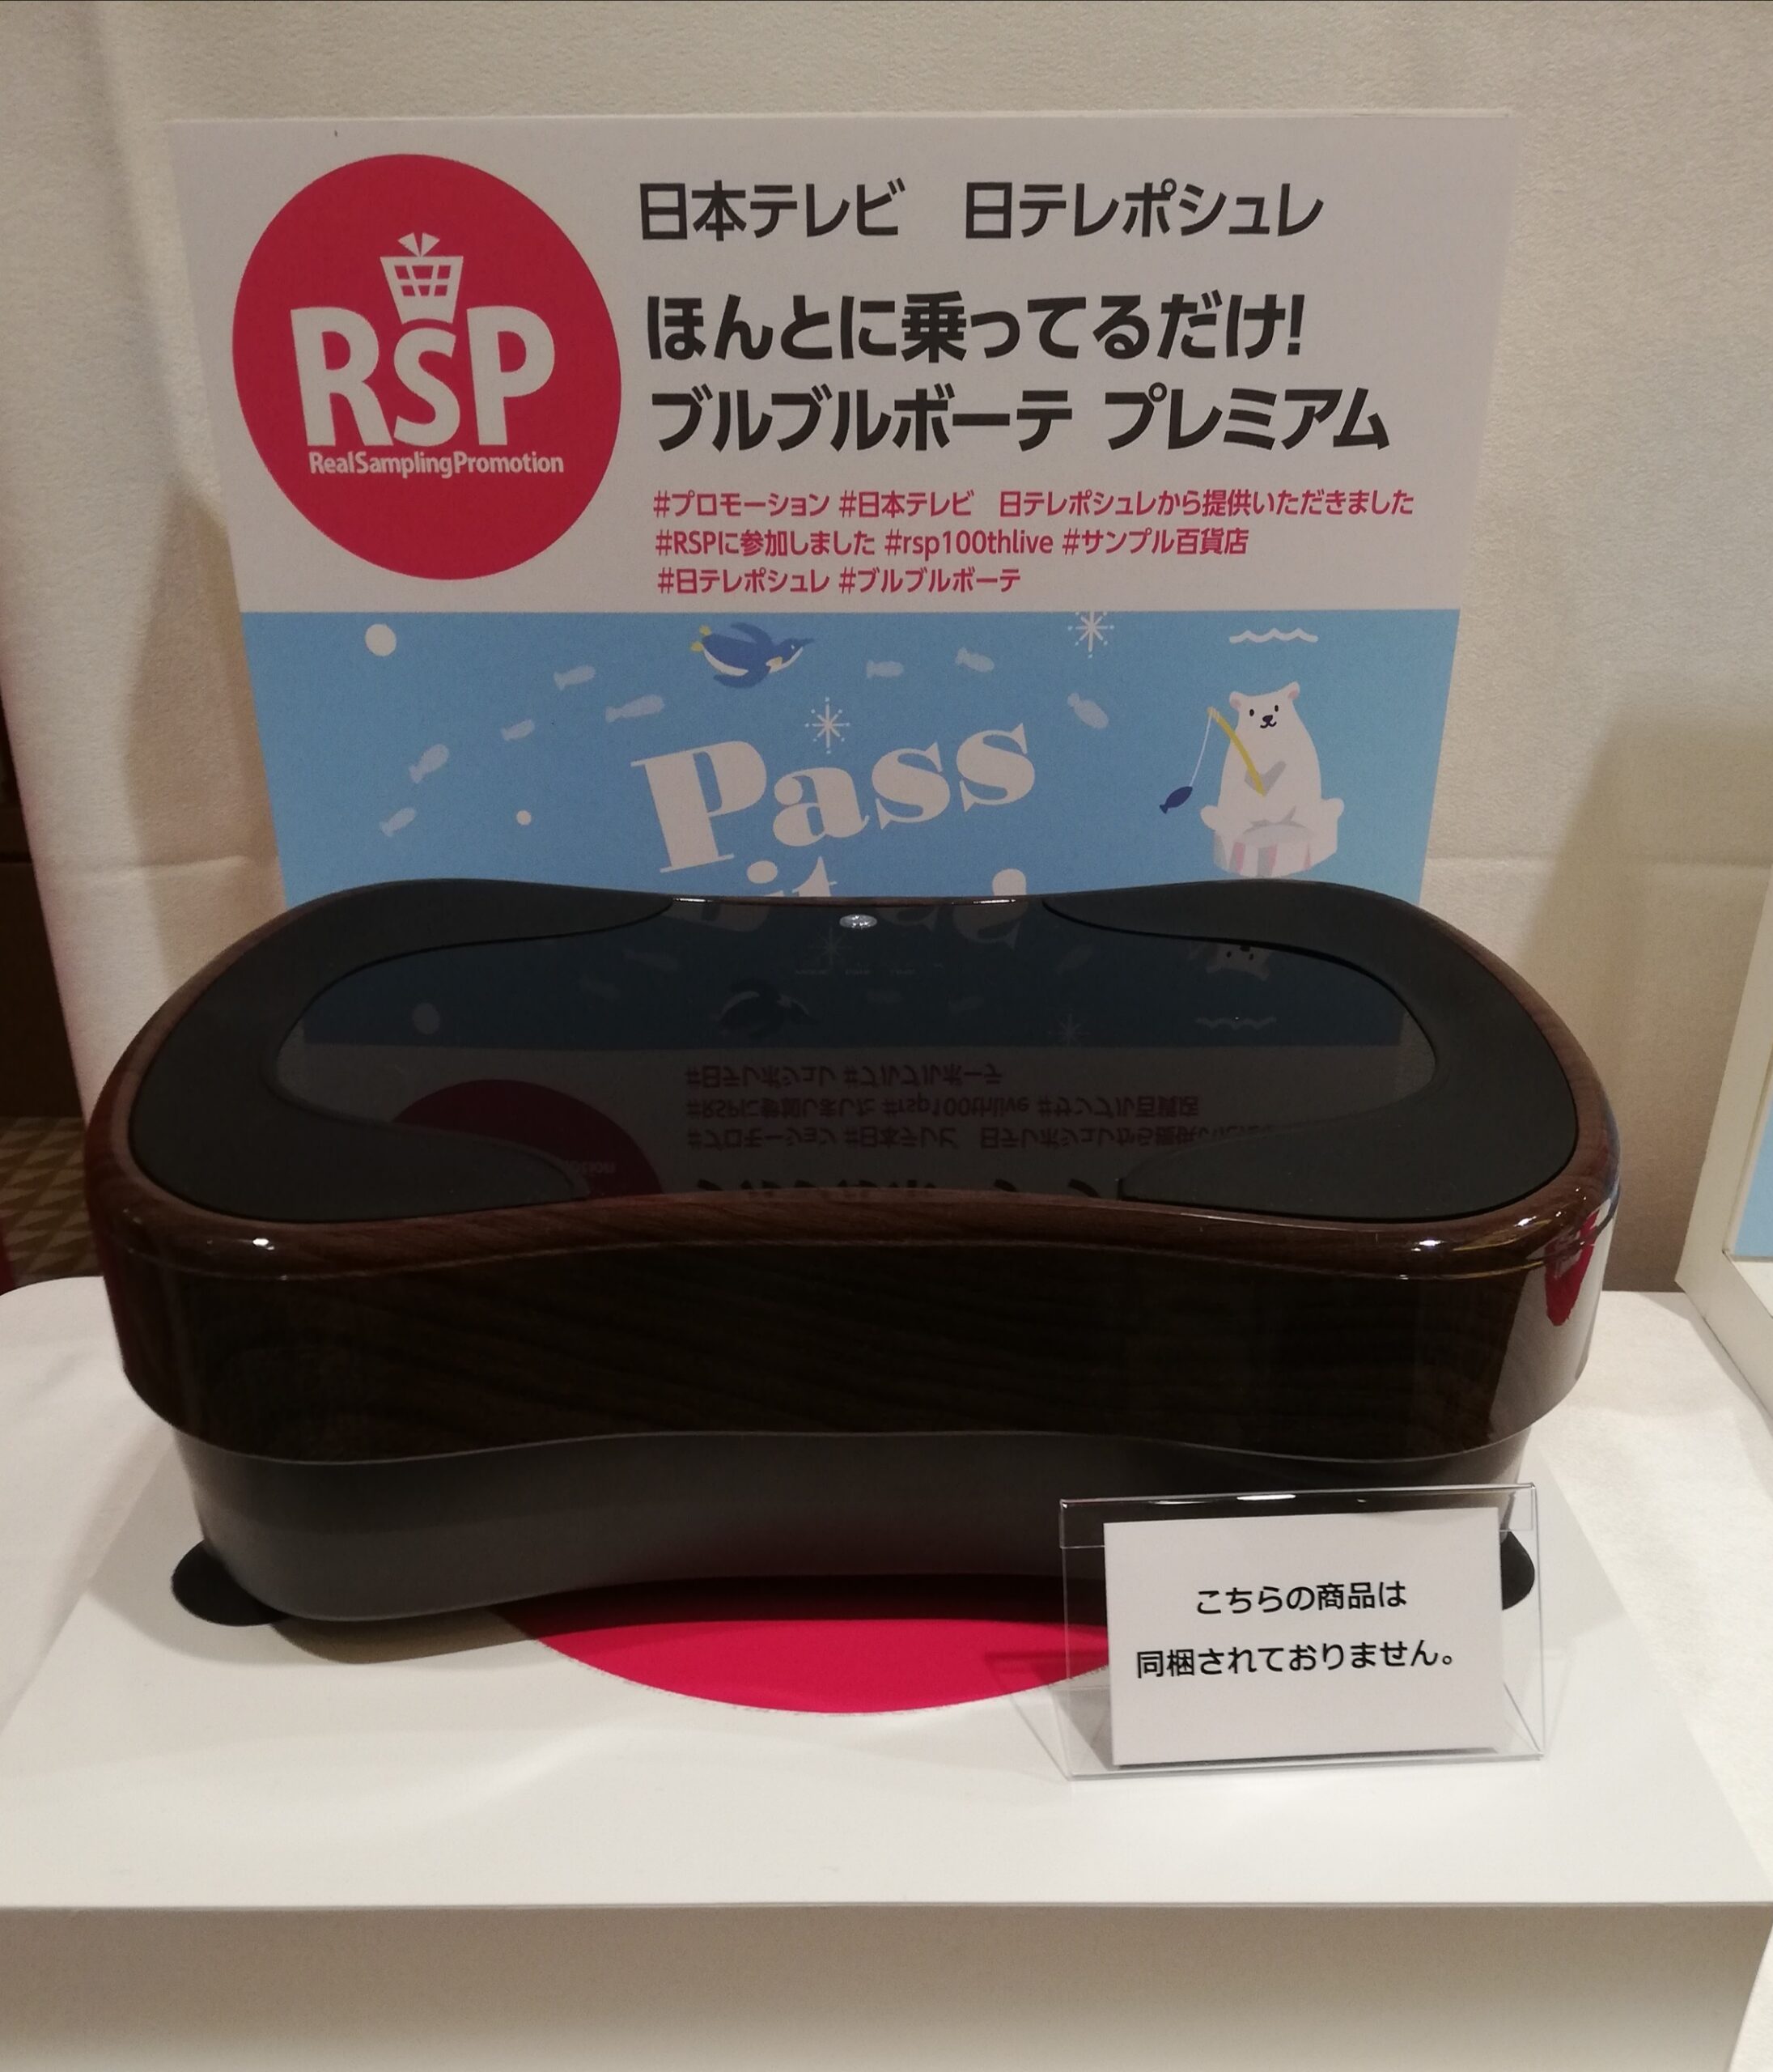 RSP
RealSamplingPromotion
日本テレビ　日テレポシュレ
ほんとに乗ってるだけ!
ブルブルボーテ プレミアム
#プロモーション #日本テレビ　日テレポシュレから提供いただきました
#RSPに参加しました #rsp100thlive #サンプル百貨店
#日テレポシュレ #ブルブルボーテ
Pass
こちらの商品は
同梱されておりません。